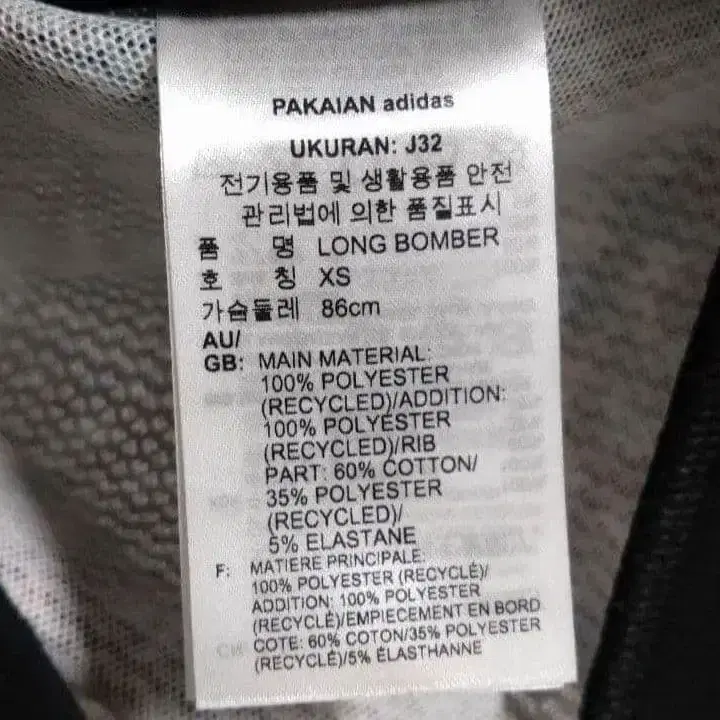 PAKAIAN adidas
UKURAN: J32
전기용품 및 생활용품 안전
관리법에 의한 품질표시
품 명 LONG BOMBER
호 칭 XS
가슴둘레 86cm
AU/
GB: MAIN MATERIAL:
100% POLYESTER
(RECYCLED)/ADDITION:
100% POLYESTER
(RECYCLED)/RIB
PART: 60% COTTON/
35% POLYESTER
(RECYCLED)/
5% ELASTANE
F: MATIERE PRINCIPALE:
100% POLYESTER (RECYCLÉ)/
ADDITION: 100% POLYESTER
(RECYCLÉ)/EMPIECEMENT EN BORD
COTE: 60% COTON/35% POLYESTER
(RECYCLÉ)/5% ÉLASTHANNE